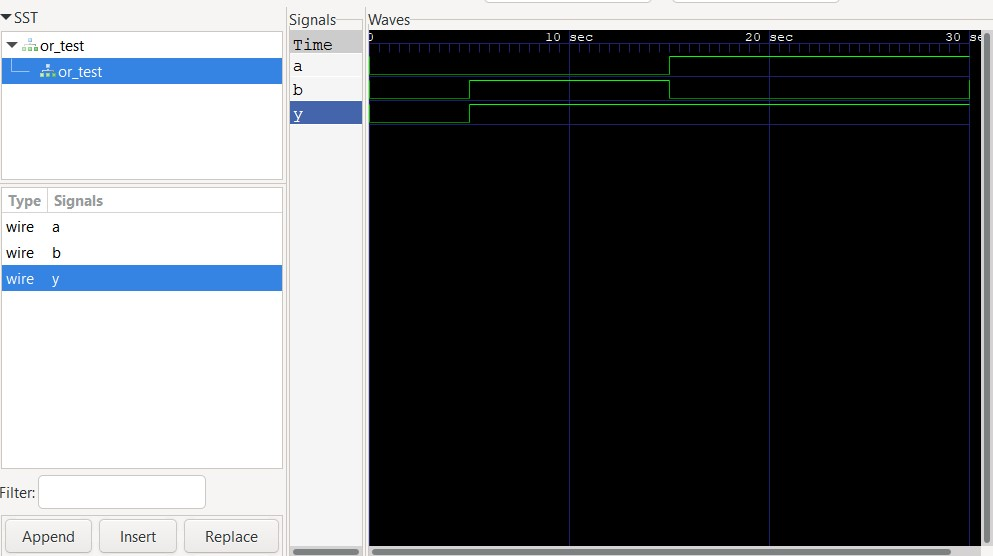 SST
or_test
or_test
Type Signals
wire a
wire b
wire y
Filter:
Append Insert Replace
Signals
Time
a
b
y
Waves
0 10 sec 20 sec 30 se